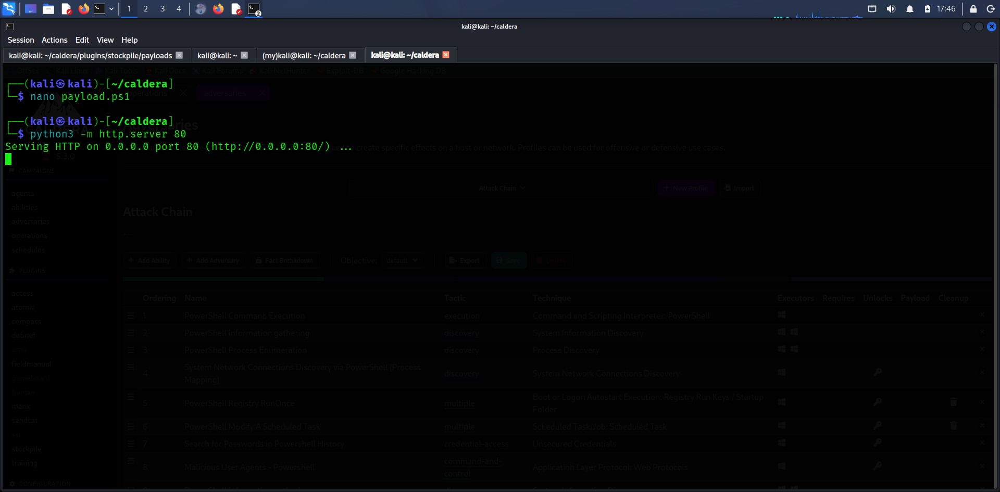 1 2 3 4 2 17:46
kali@kali: ~/caldera
Session Actions Edit View Help
kali@kali: ~/caldera/plugins/stockpile/payloads kali@kali: ~ (my)kali@kali: ~/caldera kali@kali: ~/caldera
OffSec Kali Linux Kali Tools Kali Docs Kali Forums Kali NetHunter Exploit-DB Google Hacking DB
┌──(kali㉿kali)-[~/caldera]
└─$ nano payload.ps1
operations adversaries
┌──(kali㉿kali)-[~/caldera]
└─$ python3 -m http.server 80
Serving HTTP on 0.0.0.0 port 80 (http://0.0.0.0:80/) ...
create specific effects on a host or network. Profiles can be used for offensive or defensive use cases.
5.3.0
CAMPAIGNS
agents
abilities
adversaries
operations
schedules
PLUGINS
access
atomic
compass
debrief
emu
fieldmanual
gameboard
human
manx
sandcat
ssl
stockpile
training
CONFIGURATION
Attack Chain + New Profile Import
Attack Chain
—
+ Add Ability + Add Adversary Fact Breakdown Objective: default Export Save Delete
Ordering Name Tactic Technique Executors Requires Unlocks Payload Cleanup
1 PowerShell Command Execution execution Command and Scripting Interpreter: PowerShell
2 PowerShell information gathering discovery System Information Discovery
3 PowerShell Process Enumeration discovery Process Discovery
4 System Network Connections Discovery via PowerShell (Process Mapping) discovery System Network Connections Discovery
5 PowerShell Registry RunOnce multiple Boot or Logon Autostart Execution: Registry Run Keys / Startup Folder
6 PowerShell Modify A Scheduled Task multiple Scheduled Task/Job: Scheduled Task
7 Search for Passwords in Powershell History credential-access Unsecured Credentials
8 Malicious User Agents - Powershell command-and-control Application Layer Protocol: Web Protocols